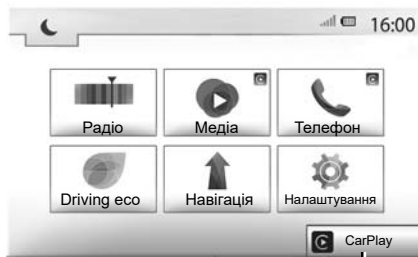 16:00
Радіо
Медіа
Телефон
Driving eco
Навігація
Налаштування
CarPlay